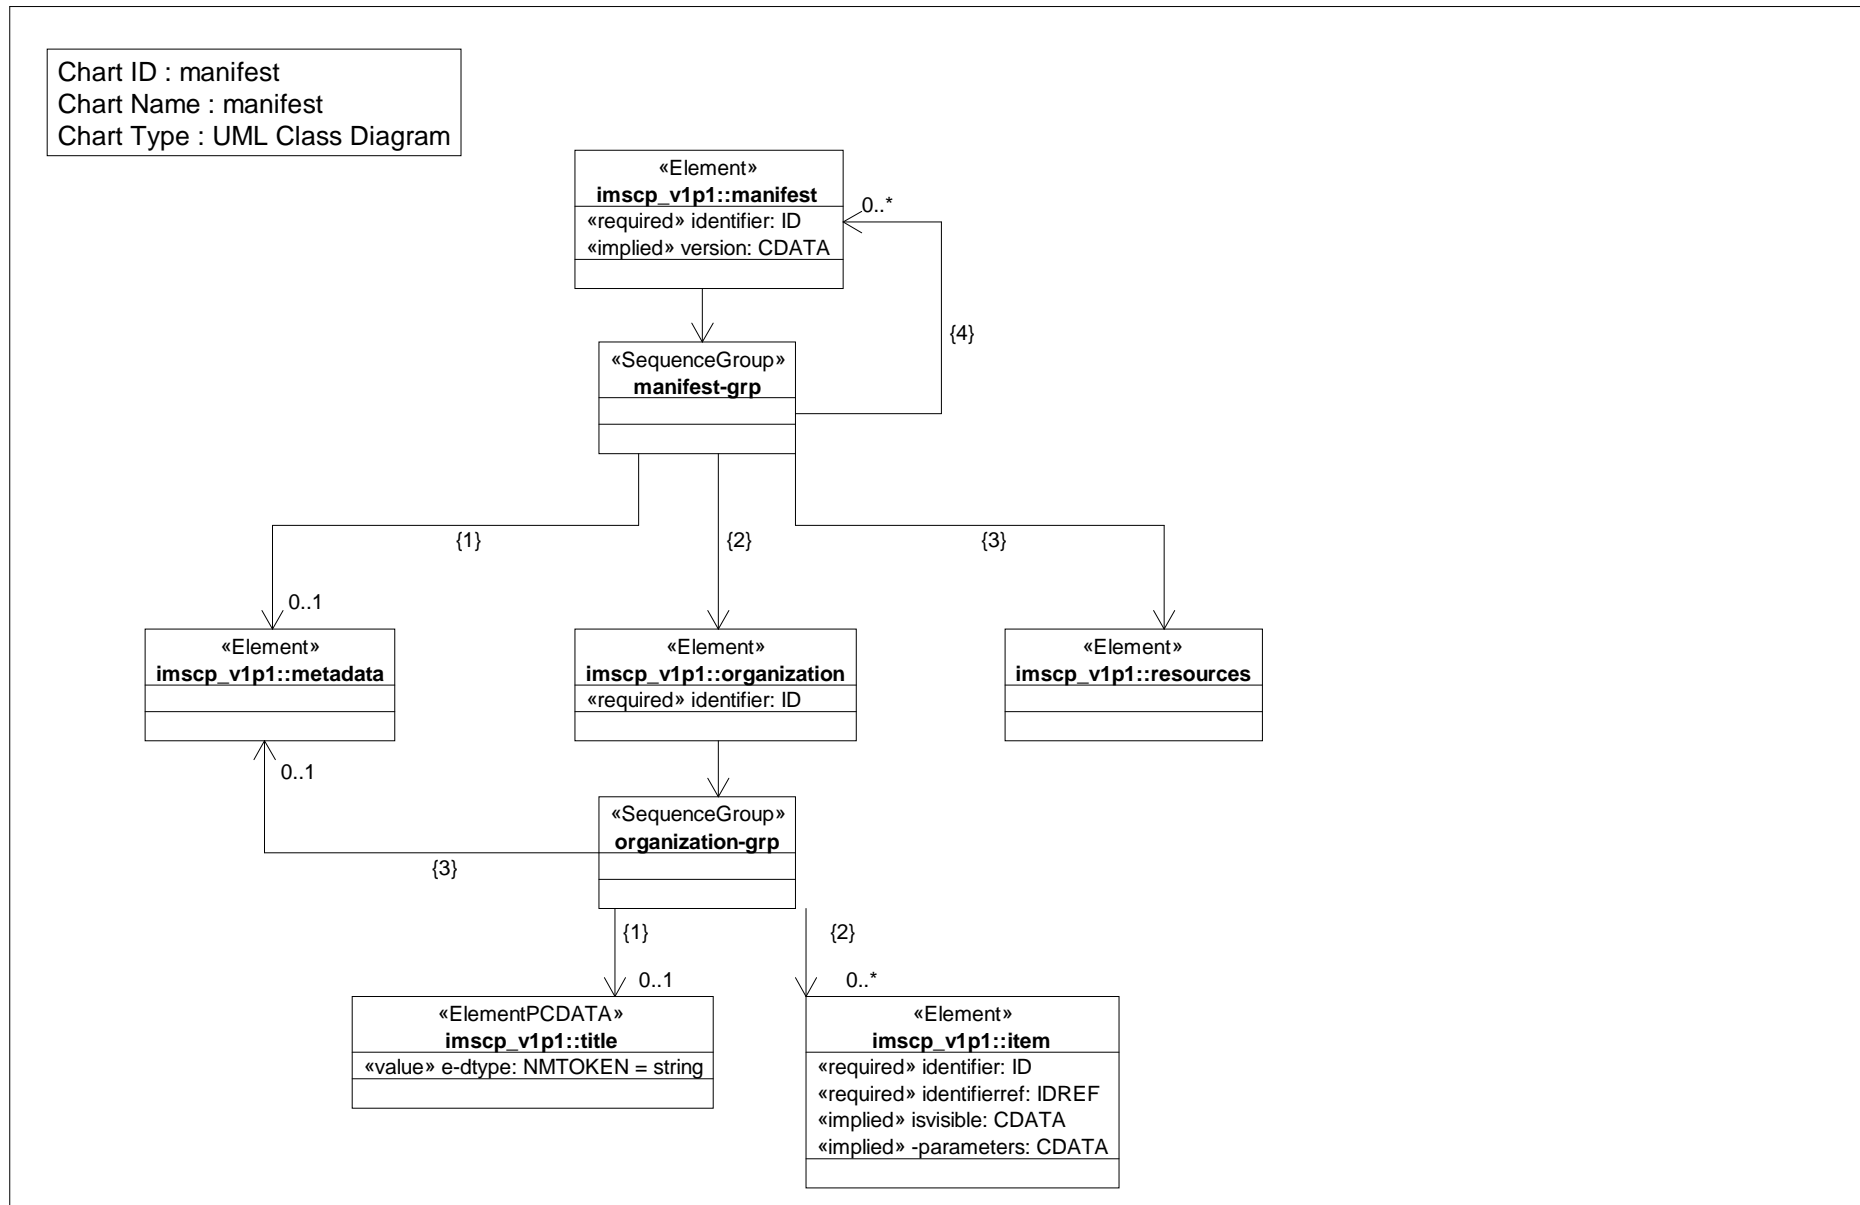 Chart ID : manifest
Chart Name : manifest
Chart Type : UML Class Diagram
«Element»
imscp_v1p1::manifest
«required» identifier: ID
«implied» version: CDATA
0..*
{4}
«SequenceGroup»
manifest-grp
{1}
{2}
{3}
0..1
«Element»
imscp_v1p1::metadata
«Element»
imscp_v1p1::organization
«required» identifier: ID
«Element»
imscp_v1p1::resources
0..1
«SequenceGroup»
organization-grp
{3}
{1}
{2}
0..1
0..*
«ElementPCDATA»
imscp_v1p1::title
«value» e-dtype: NMTOKEN = string
«Element»
imscp_v1p1::item
«required» identifier: ID
«required» identifierref: IDREF
«implied» isvisible: CDATA
«implied» -parameters: CDATA